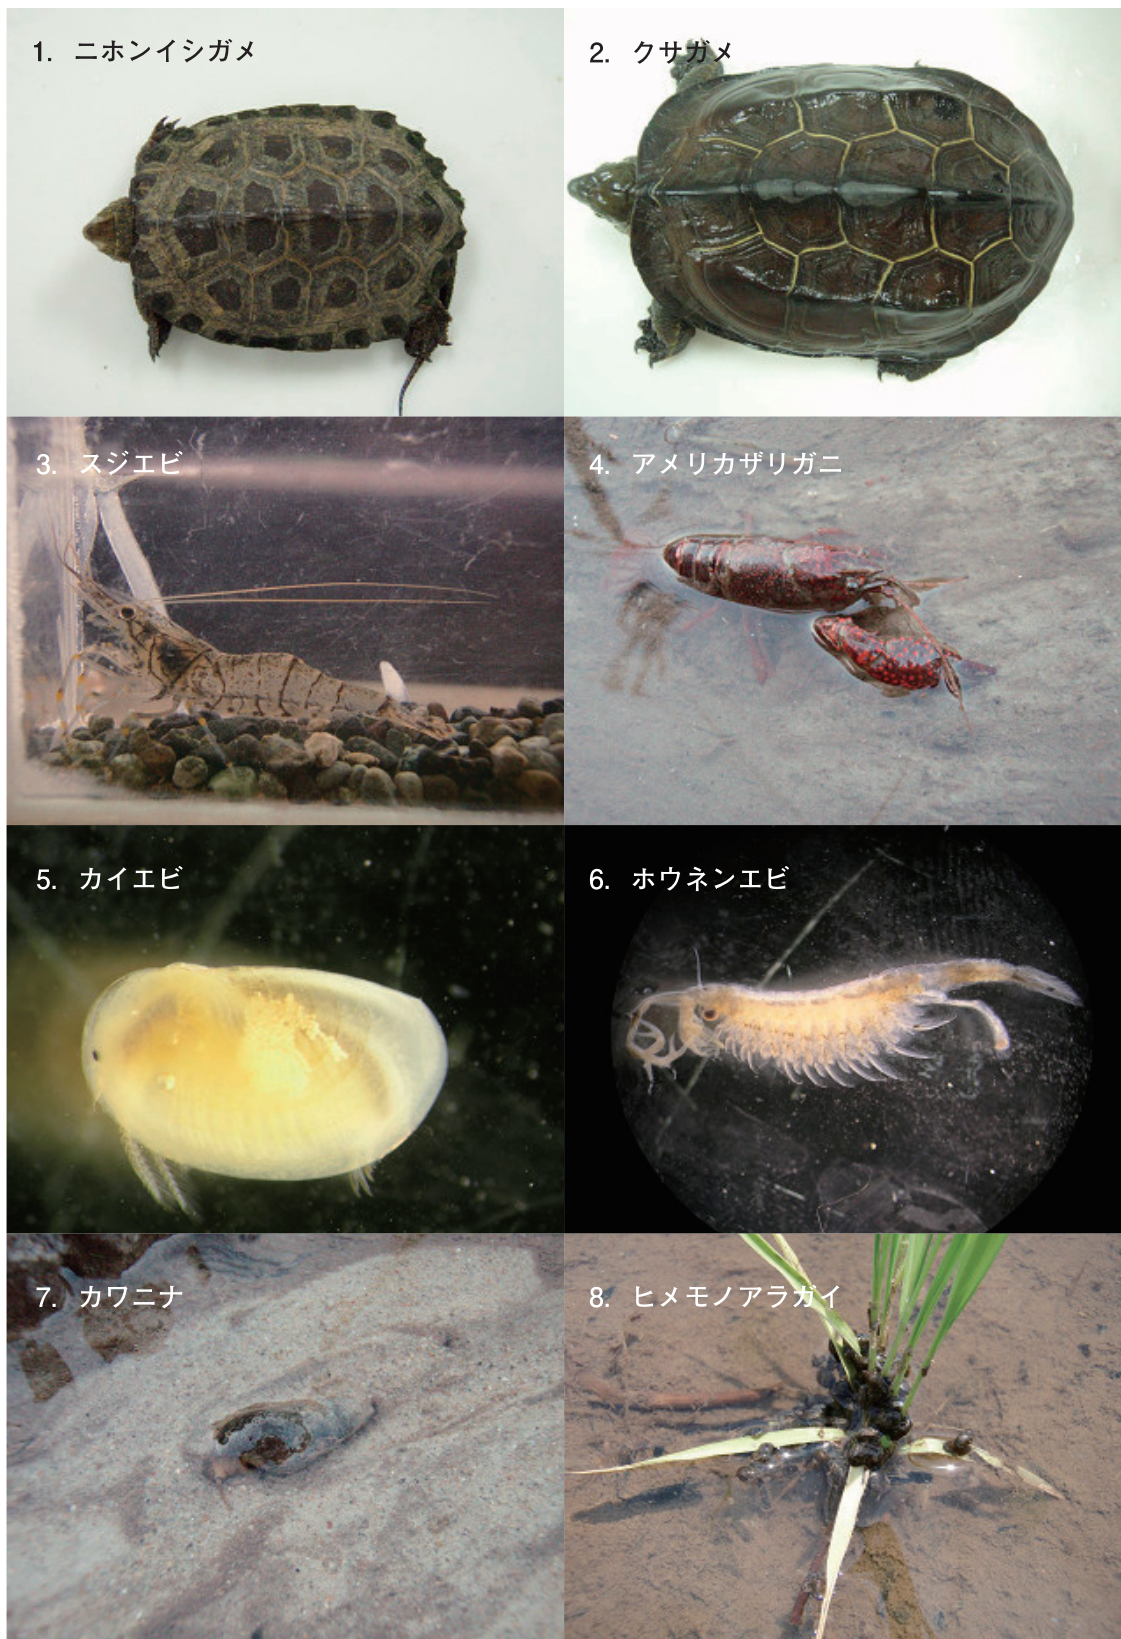 1. ニホンイシガメ
2. クサガメ
3. スジエビ
4. アメリカザリガニ
5. カイエビ
6. ホウネンエビ
7. カワニナ
8. ヒメモノアラガイ